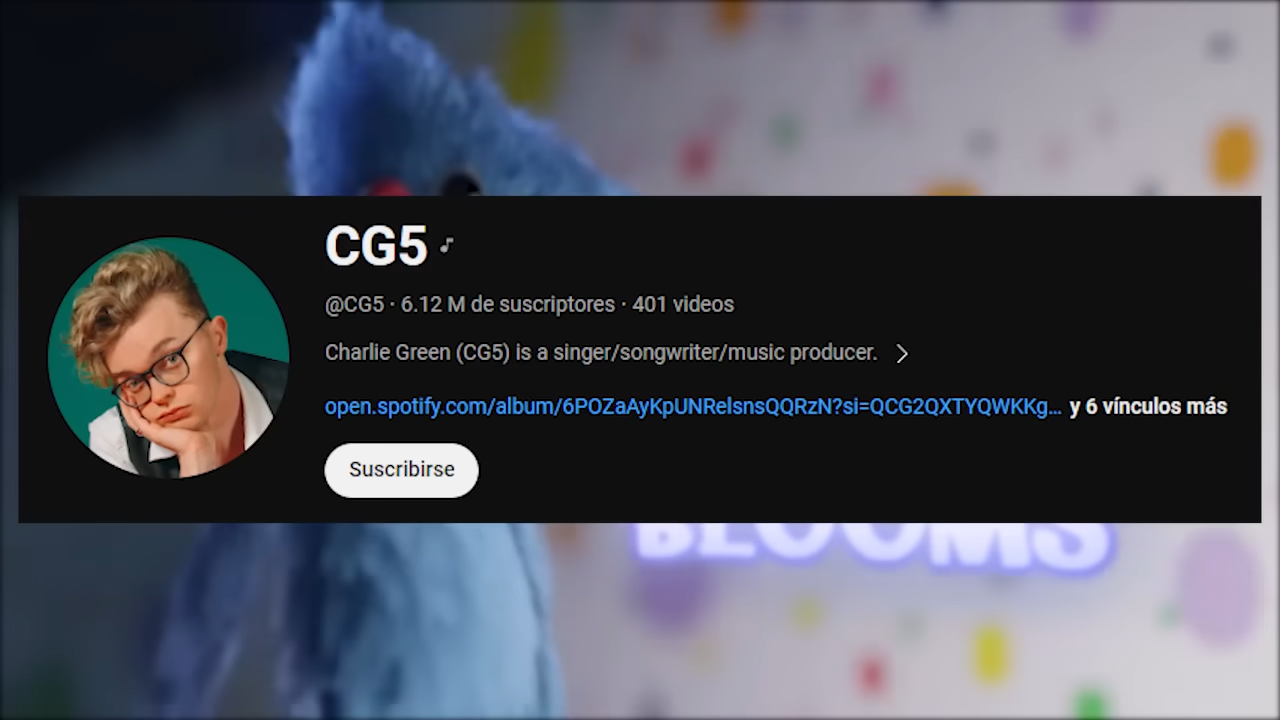 CG5
@CG5 · 6.12 M de suscriptores · 401 videos
Charlie Green (CG5) is a singer/songwriter/music producer.
open.spotify.com/album/6POZaAyKpUNRelsnsQQRzN?si=QCG2QXTYQWKKg... y 6 vínculos más
Suscribirse
BLOOMS